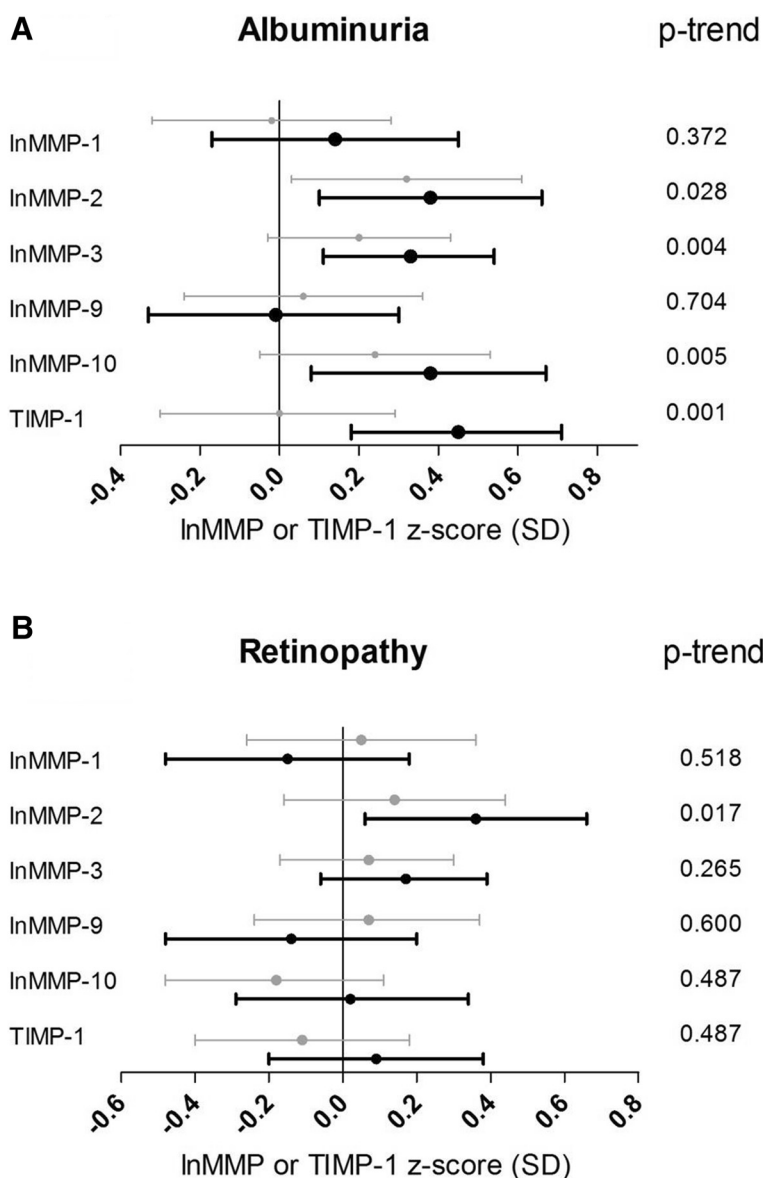 A Albuminuria p-trend
lnMMP-1 0.372
lnMMP-2 0.028
lnMMP-3 0.004
lnMMP-9 0.704
lnMMP-10 0.005
TIMP-1 0.001
-0.4 -0.2 0.0 0.2 0.4 0.6 0.8
lnMMP or TIMP-1 z-score (SD)
B Retinopathy p-trend
lnMMP-1 0.518
lnMMP-2 0.017
lnMMP-3 0.265
lnMMP-9 0.600
lnMMP-10 0.487
TIMP-1 0.487
-0.6 -0.4 -0.2 0.0 0.2 0.4 0.6 0.8
lnMMP or TIMP-1 z-score (SD)